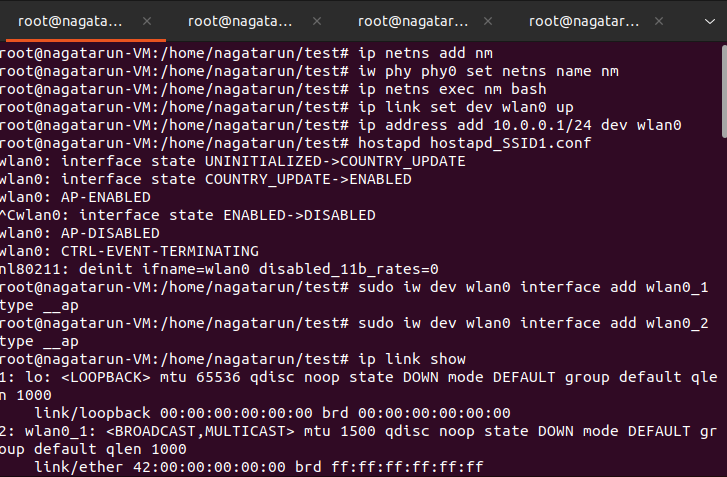 root@nagata... × root@nagatar... × root@nagatar... × root@nagatar... ×
root@nagatarun-VM:/home/nagatarun/test# ip netns add nm
root@nagatarun-VM:/home/nagatarun/test# iw phy phy0 set netns name nm
root@nagatarun-VM:/home/nagatarun/test# ip netns exec nm bash
root@nagatarun-VM:/home/nagatarun/test# ip link set dev wlan0 up
root@nagatarun-VM:/home/nagatarun/test# ip address add 10.0.0.1/24 dev wlan0
root@nagatarun-VM:/home/nagatarun/test# hostapd hostapd_SSID1.conf
wlan0: interface state UNINITIALIZED->COUNTRY_UPDATE
wlan0: interface state COUNTRY_UPDATE->ENABLED
wlan0: AP-ENABLED
^Cwlan0: interface state ENABLED->DISABLED
wlan0: AP-DISABLED
wlan0: CTRL-EVENT-TERMINATING
nl80211: deinit ifname=wlan0 disabled_11b_rates=0
root@nagatarun-VM:/home/nagatarun/test# sudo iw dev wlan0 interface add wlan0_1
type __ap
root@nagatarun-VM:/home/nagatarun/test# sudo iw dev wlan0 interface add wlan0_2
type __ap
root@nagatarun-VM:/home/nagatarun/test# ip link show
1: lo: <LOOPBACK> mtu 65536 qdisc noop state DOWN mode DEFAULT group default qle
n 1000
    link/loopback 00:00:00:00:00:00 brd 00:00:00:00:00:00
2: wlan0_1: <BROADCAST,MULTICAST> mtu 1500 qdisc noop state DOWN mode DEFAULT gr
oup default qlen 1000
    link/ether 42:00:00:00:00:00 brd ff:ff:ff:ff:ff:ff